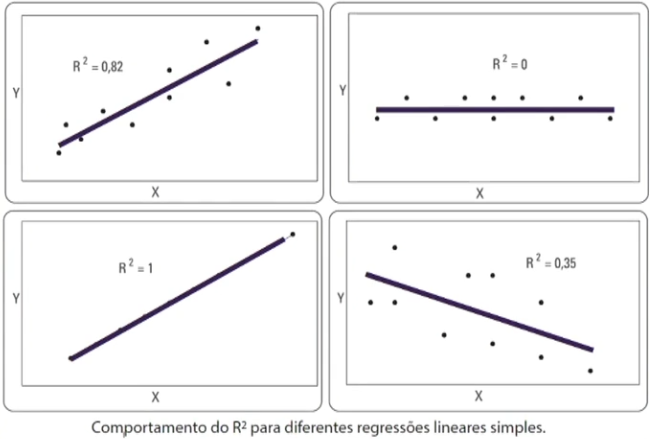 R² = 0,82
Y
X
R² = 0
Y
X
R² = 1
Y
X
R² = 0,35
Y
X
Comportamento do R² para diferentes regressões lineares simples.